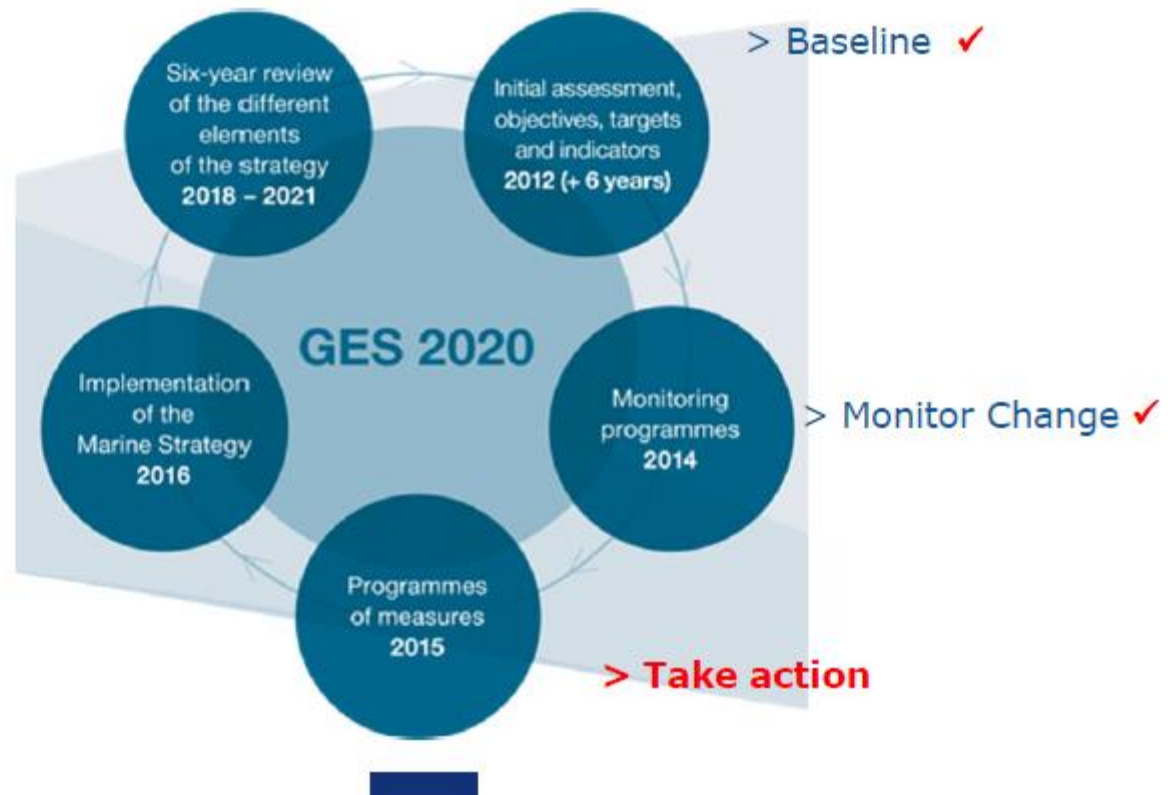 > Baseline ✓
Six-year review
of the different
elements
of the strategy
2018 – 2021
Initial assessment,
objectives, targets
and indicators
2012 (+ 6 years)
GES 2020
Implementation
of the
Marine Strategy
2016
Monitoring
programmes
2014
> Monitor Change ✓
Programmes
of measures
2015
> Take action